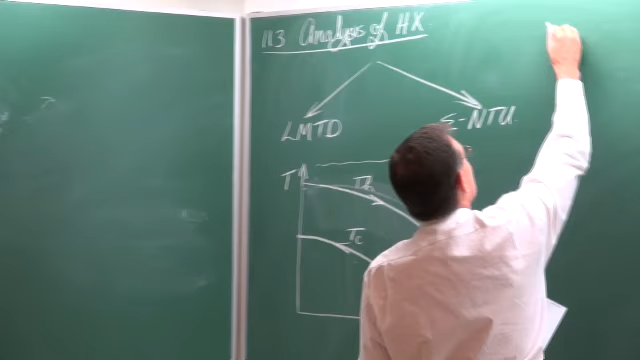 11.3 Analysis of HX
LMTD
ε-NTU
T
Th
Tc